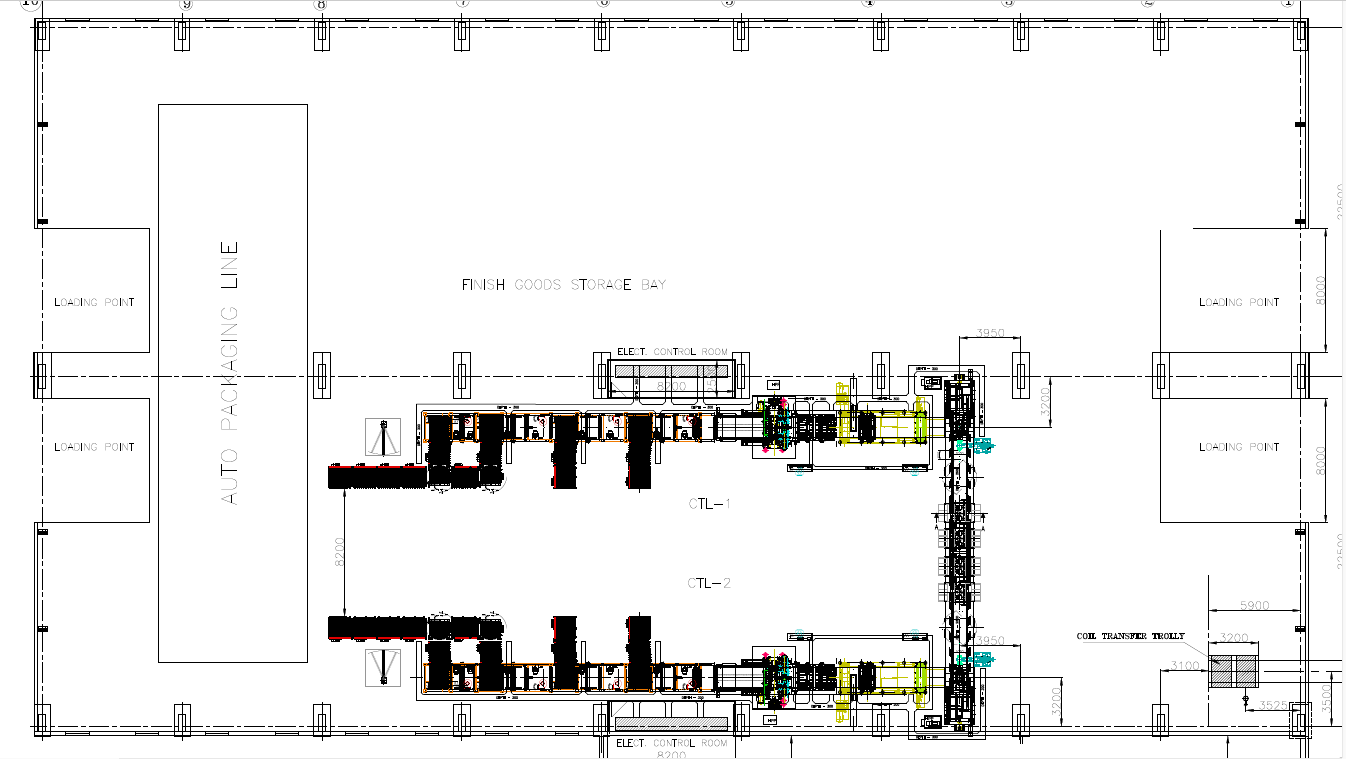 10 9 8 7 6 5 4 3 2 1
22500
AUTO PACKAGING LINE
FINISH GOODS STORAGE BAY
LOADING POINT
LOADING POINT
8000
3950
ELECT. CONTROL ROOM
8200
3200
LOADING POINT
LOADING POINT
8000
CTL-1
A A
8200
22500
CTL-2
5900
COIL TRANSFER TROLLY
3200
3950
3100
3200
3525
3500
ELECT. CONTROL ROOM
8200